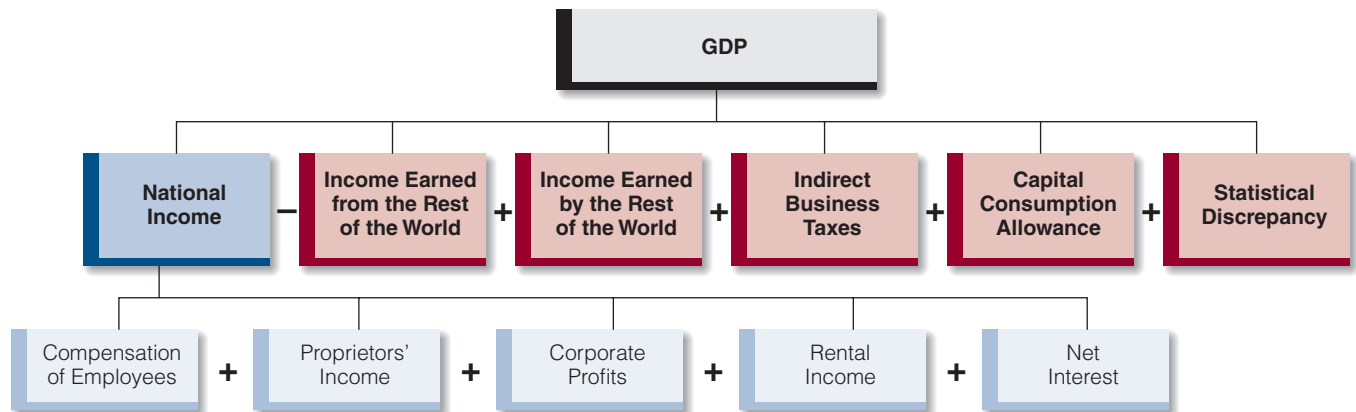 GDP
National
Income
–
Income Earned
from the Rest
of the World
+
Income Earned
by the Rest
of the World
+
Indirect
Business
Taxes
+
Capital
Consumption
Allowance
+
Statistical
Discrepancy
Compensation
of Employees
+
Proprietors’
Income
+
Corporate
Profits
+
Rental
Income
+
Net
Interest